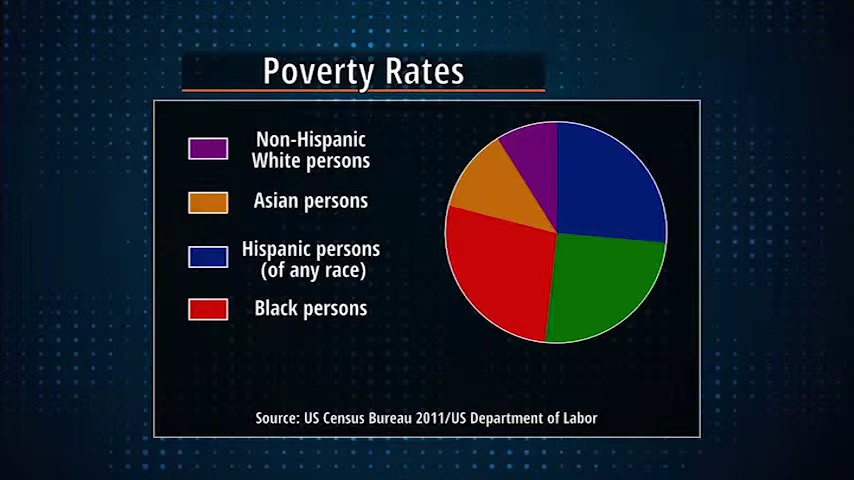 Poverty Rates
Non-Hispanic
White persons
Asian persons
Hispanic persons
(of any race)
Black persons
Source: US Census Bureau 2011/US Department of Labor